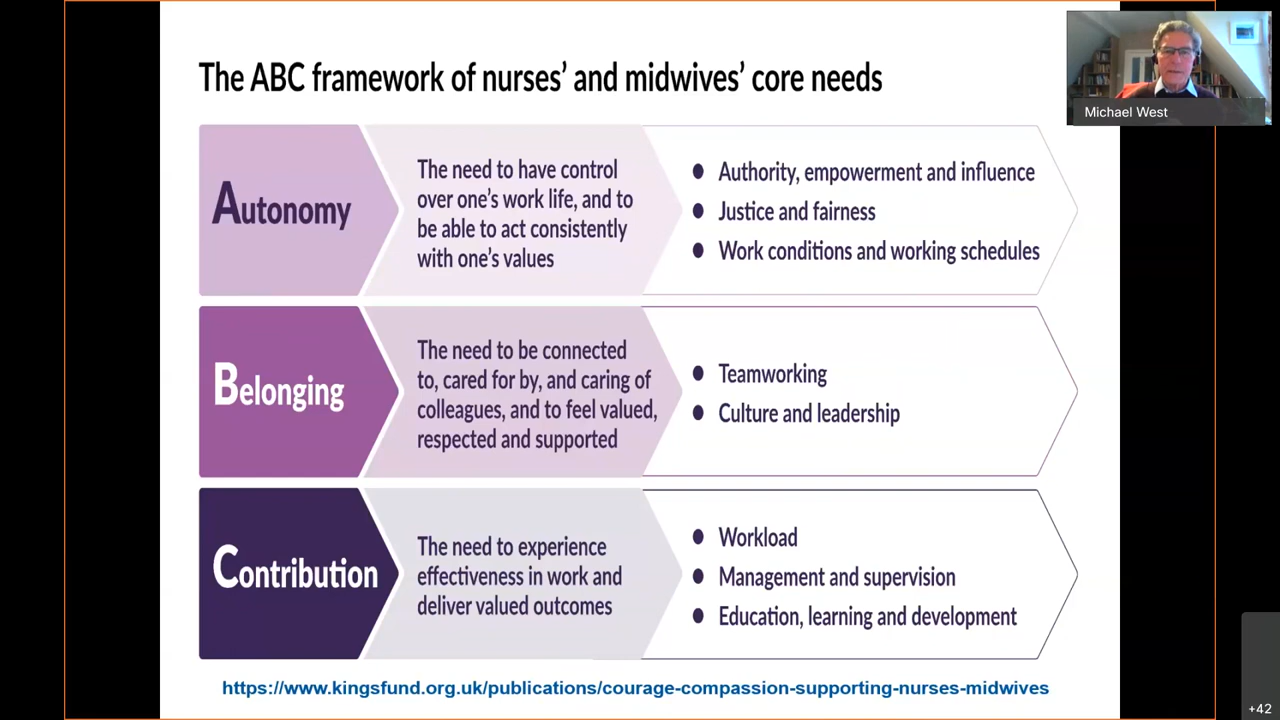 The ABC framework of nurses’ and midwives’ core needs
Michael West
Autonomy
The need to have control
over one’s work life, and to
be able to act consistently
with one’s values
● Authority, empowerment and influence
● Justice and fairness
● Work conditions and working schedules
Belonging
The need to be connected
to, cared for by, and caring of
colleagues, and to feel valued,
respected and supported
● Teamworking
● Culture and leadership
Contribution
The need to experience
effectiveness in work and
deliver valued outcomes
● Workload
● Management and supervision
● Education, learning and development
https://www.kingsfund.org.uk/publications/courage-compassion-supporting-nurses-midwives
+42